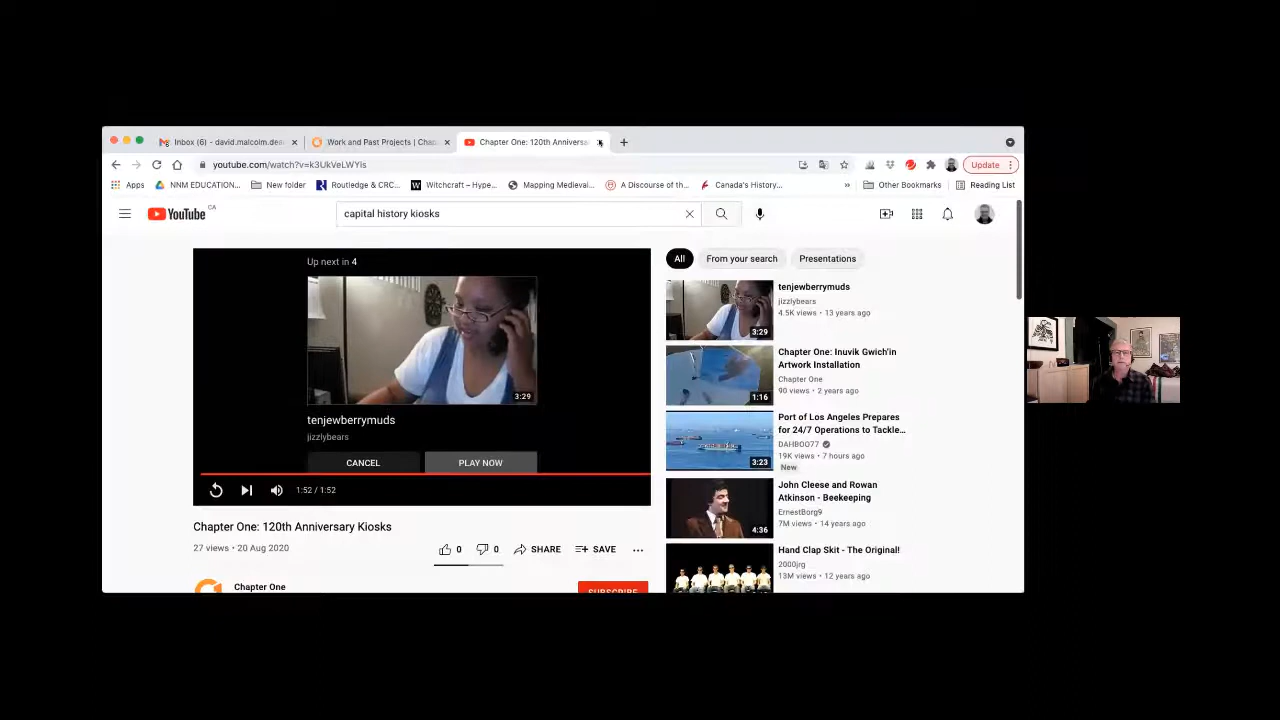 Inbox (6) - david.malcolm.dea
Work and Past Projects | Cha
Chapter One: 120th Anniversa
youtube.com/watch?v=k3UkVeLWYis
Update
Apps
NNM EDUCATION...
New folder
Routledge & CRC...
Witchcraft – Hype...
Mapping Medieval...
A Discourse of th...
Canada's History...
Other Bookmarks
Reading List
YouTube CA
capital history kiosks
Up next in 4
3:29
tenjewberrymuds
jizzlybears
CANCEL
PLAY NOW
1:52 / 1:52
Chapter One: 120th Anniversary Kiosks
27 views • 20 Aug 2020
0
0
SHARE
SAVE
Chapter One
SUBSCRIBE
All
From your search
Presentations
3:29
tenjewberrymuds
jizzlybears
4.5K views • 13 years ago
1:16
Chapter One: Inuvik Gwich'in
Artwork Installation
Chapter One
90 views • 2 years ago
3:23
Port of Los Angeles Prepares
for 24/7 Operations to Tackle...
DAHBOO77
19K views • 7 hours ago
New
4:36
John Cleese and Rowan
Atkinson - Beekeeping
ErnestBorg9
7M views • 14 years ago
Hand Clap Skit - The Original!
2000jrg
13M views • 12 years ago